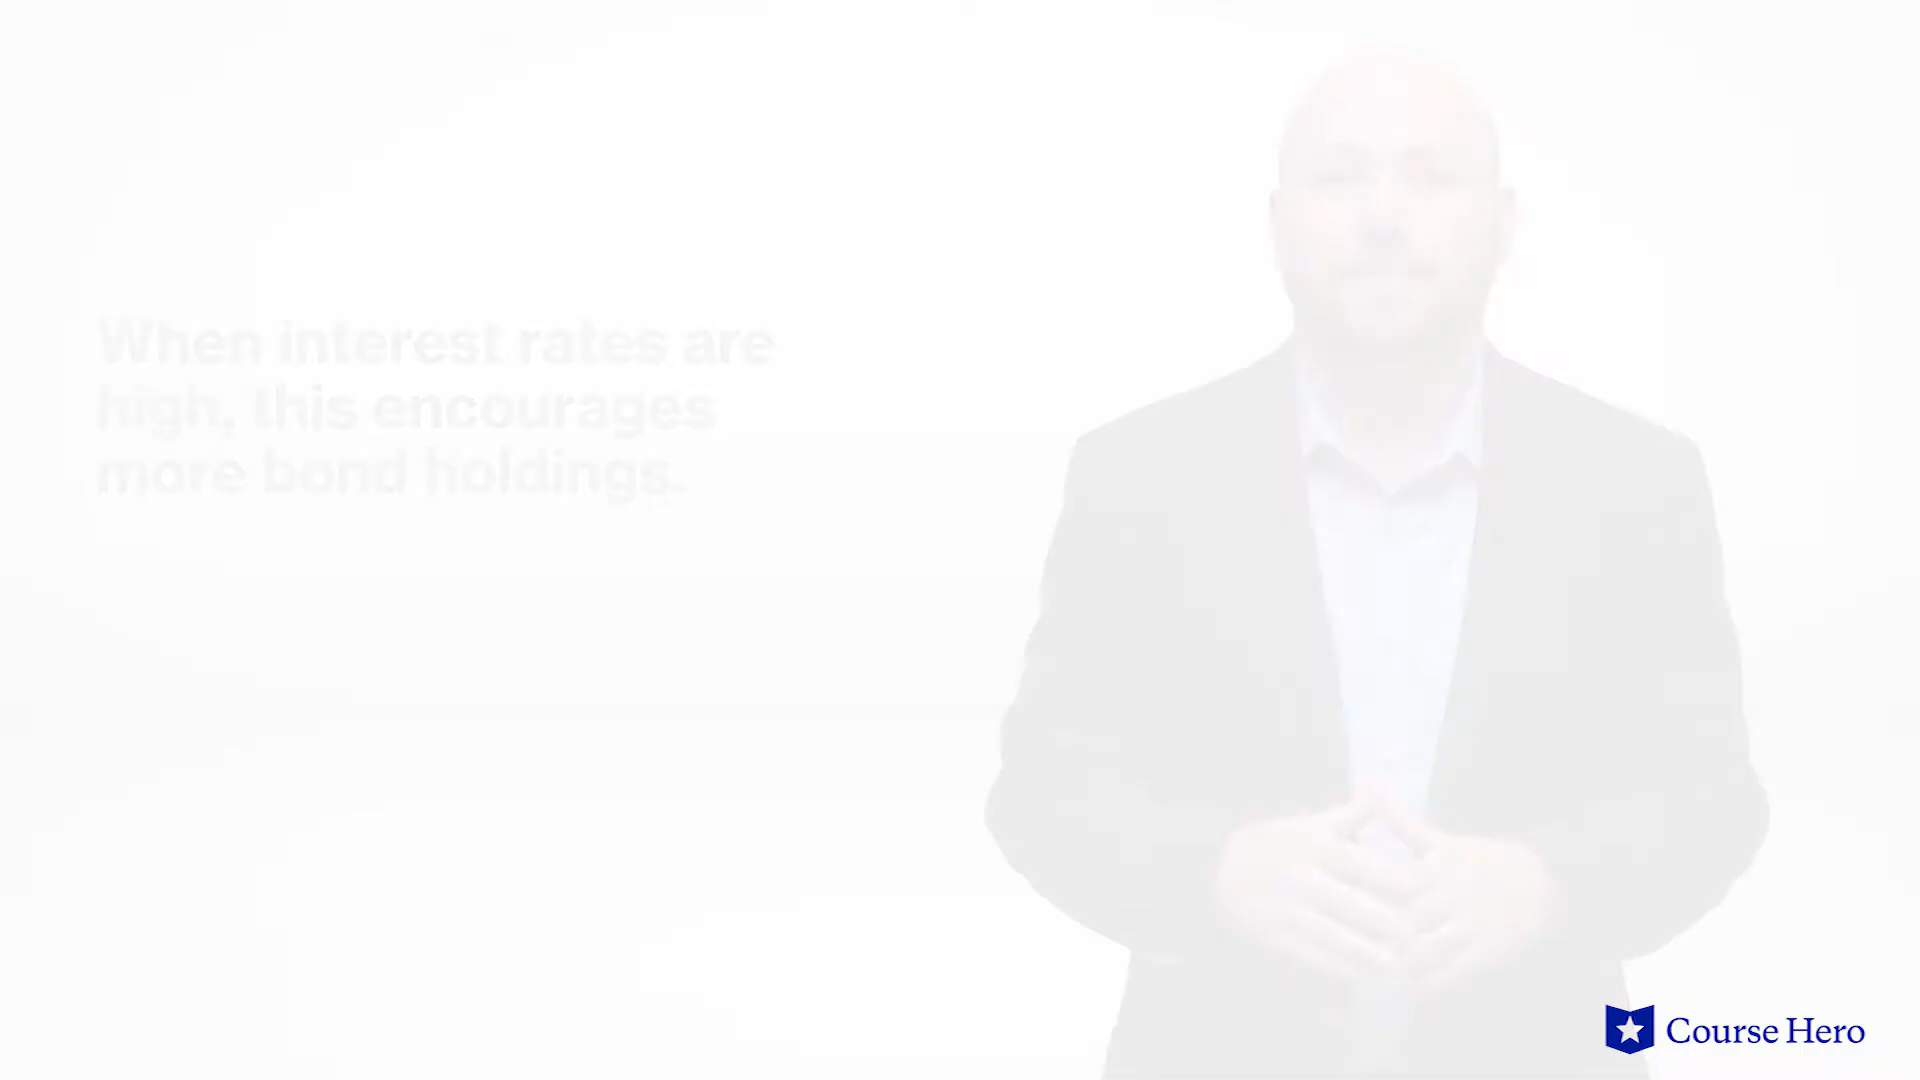 When interest rates are
high, this encourages
more bond holdings.
Course Hero